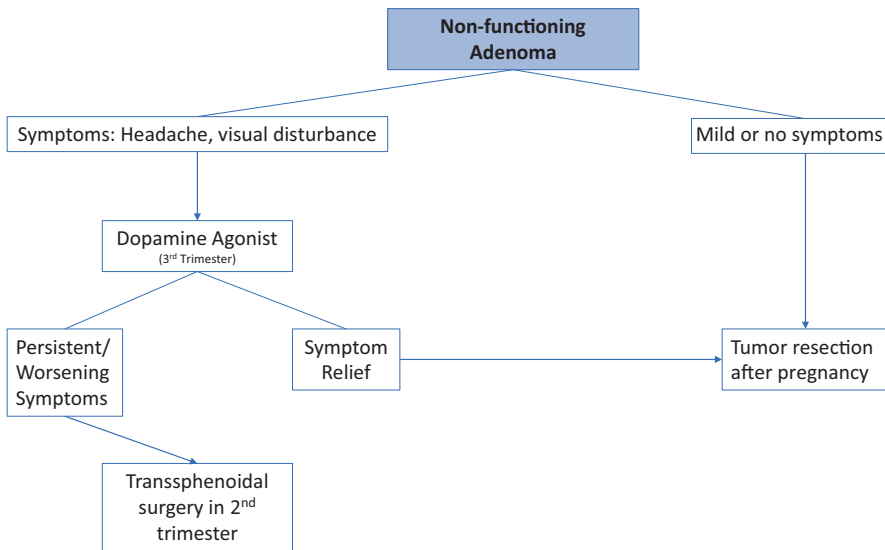 Non-functioning
Adenoma
Symptoms: Headache, visual disturbance
Mild or no symptoms
Dopamine Agonist
(3rd Trimester)
Persistent/
Worsening
Symptoms
Symptom
Relief
Tumor resection
after pregnancy
Transsphenoidal
surgery in 2nd
trimester